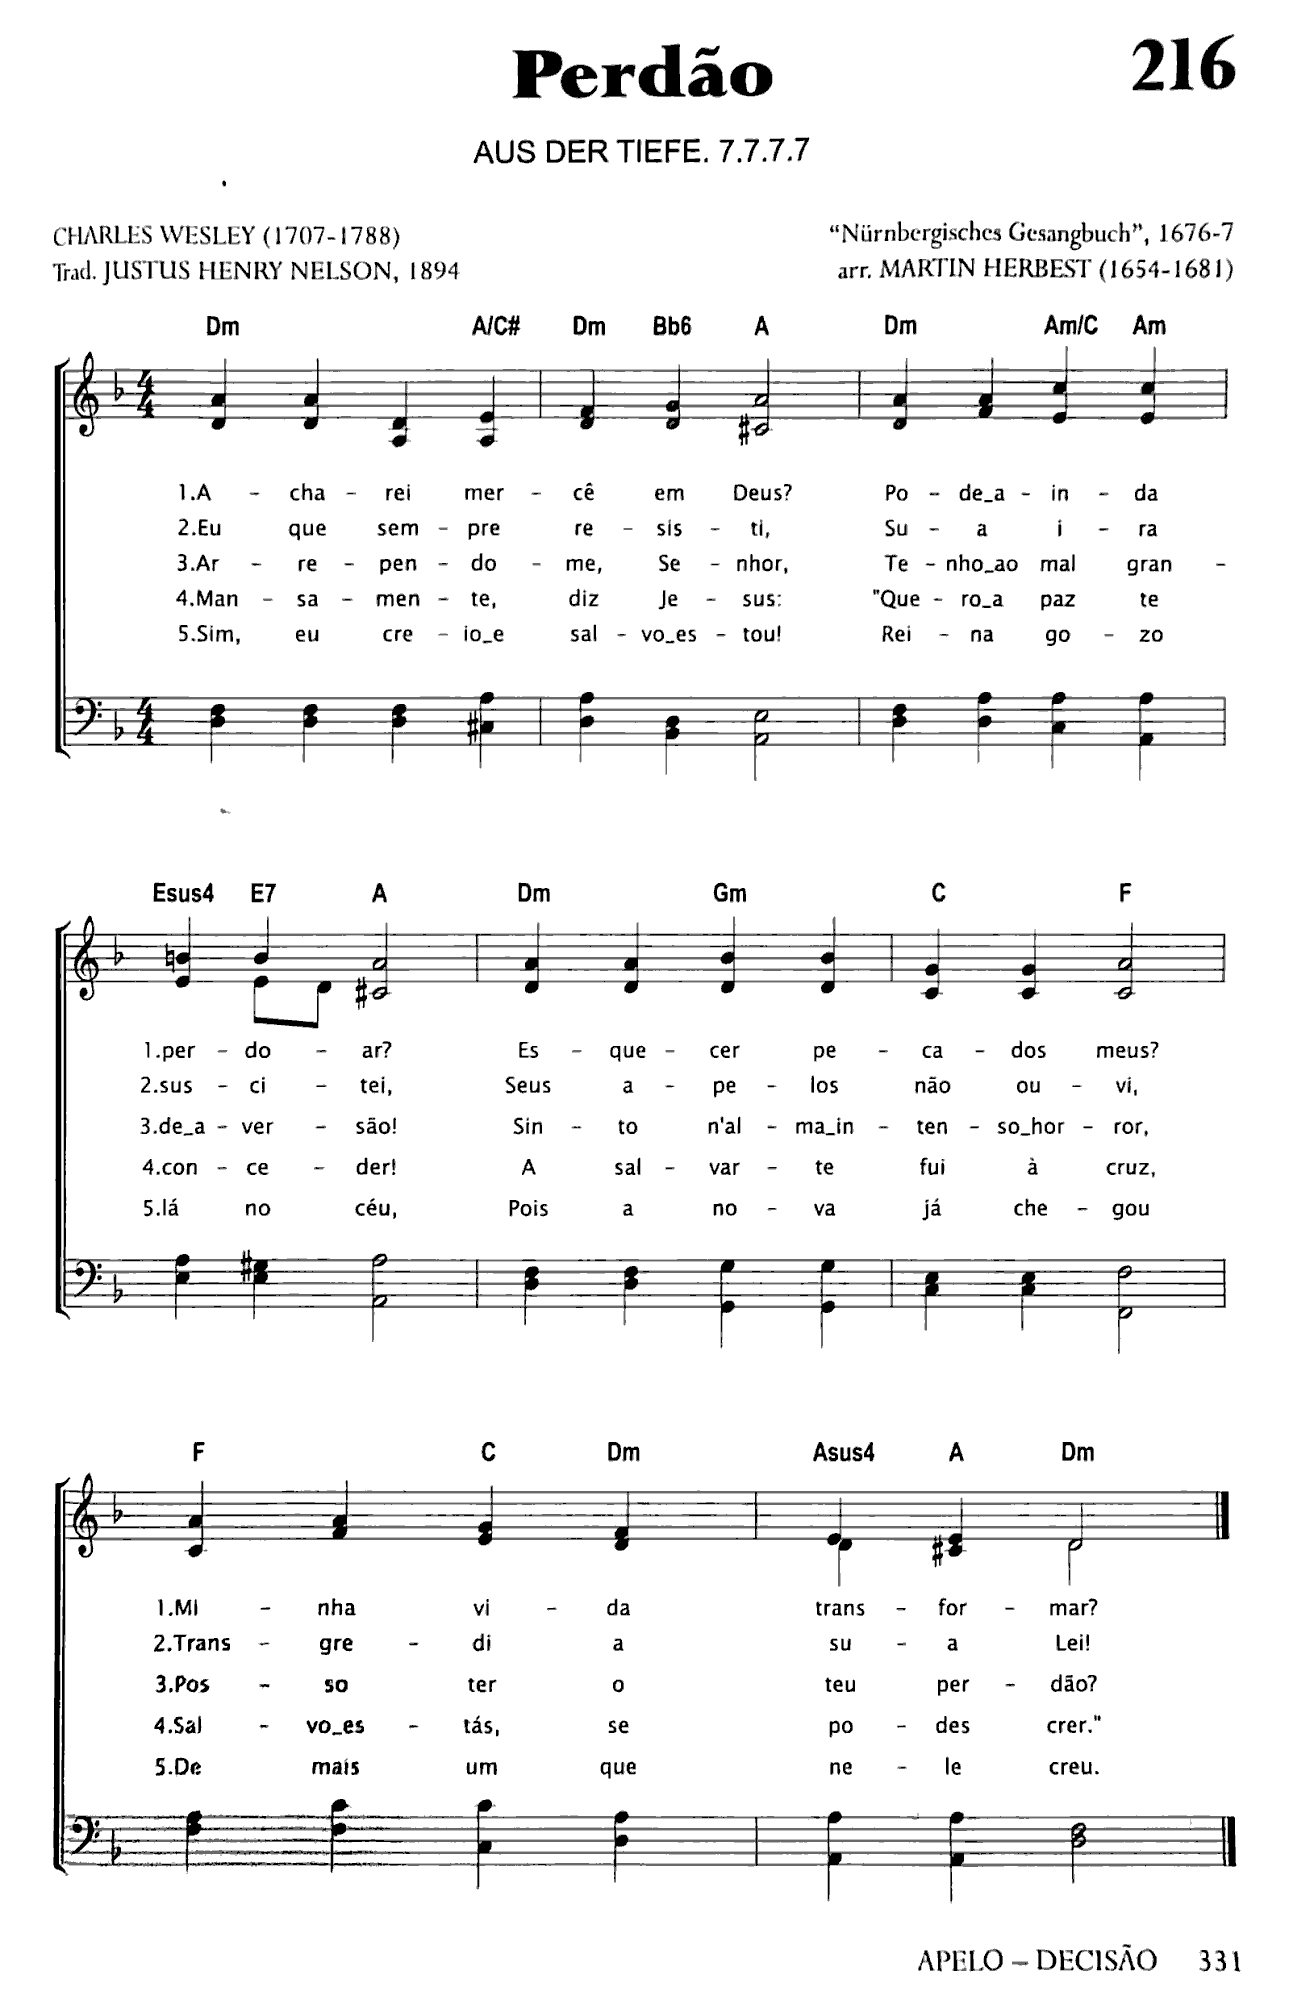 Perdão
216
AUS DER TIEFE. 7.7.7.7
CHARLES WESLEY (1707-1788)
Trad. JUSTUS HENRY NELSON, 1894
“Nürnbergisches Gesangbuch”, 1676-7
arr. MARTIN HERBEST (1654-1681)
Dm A/C# Dm Bb6 A Dm Am/C Am
4
4
1.A - cha - rei mer - cê em Deus? Po - de_a - in - da
2.Eu que sem - pre re - sis - ti, Su - a i - ra
3.Ar - re - pen - do - me, Se - nhor, Te - nho_ao mal gran -
4.Man - sa - men - te, diz Je - sus: "Que - ro_a paz te
5.Sim, eu cre - io_e sal - vo_es - tou! Rei - na go - zo
4
4
Esus4 E7 A Dm Gm C F
1.per - do - ar? Es - que - cer pe - ca - dos meus?
2.sus - ci - tei, Seus a - pe - los não ou - vi,
3.de_a - ver - são! Sin - to n'al - ma_in - ten - so_hor - ror,
4.con - ce - der! A sal - var - te fui à cruz,
5.lá no céu, Pois a no - va já che - gou
F C Dm Asus4 A Dm
1.Mi - nha vi - da trans - for - mar?
2.Trans - gre - di a su - a Lei!
3.Pos - so ter o teu per - dão?
4.Sal - vo_es - tás, se po - des crer."
5.De mais um que ne - le creu.
APELO – DECISÃO 331